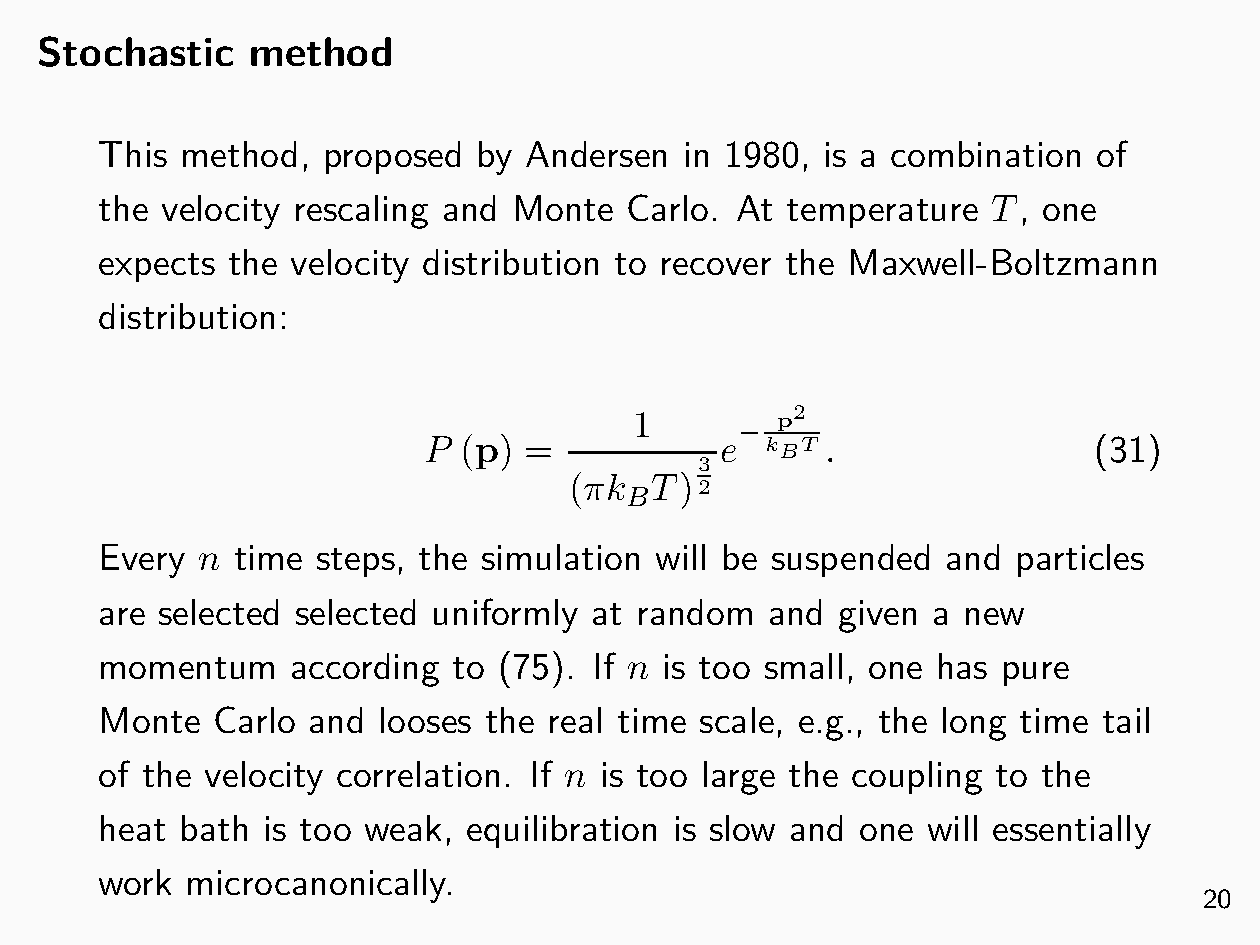 Stochastic method
This method, proposed by Andersen in 1980, is a combination of
the velocity rescaling and Monte Carlo. At temperature T, one
expects the velocity distribution to recover the Maxwell-Boltzmann
distribution:
P (p) = \frac{1}{(πk_B T)^{\frac{3}{2}}} e^{-\frac{p^2}{k_B T}}. (31)
Every n time steps, the simulation will be suspended and particles
are selected selected uniformly at random and given a new
momentum according to (75). If n is too small, one has pure
Monte Carlo and looses the real time scale, e.g., the long time tail
of the velocity correlation. If n is too large the coupling to the
heat bath is too weak, equilibration is slow and one will essentially
work microcanonically.
20